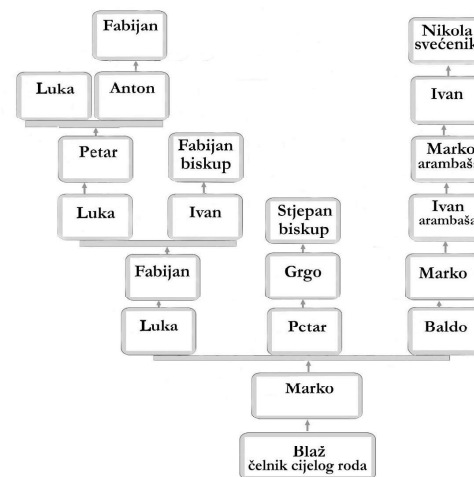 Fabijan
Nikola
svećenik
Luka
Anton
Ivan
Petar
Fabijan
biskup
Marko
arambaša
Luka
Ivan
Stjepan
biskup
Ivan
arambaša
Fabijan
Grgo
Marko
Luka
Petar
Baldo
Marko
Blaž
čelnik cijelog roda